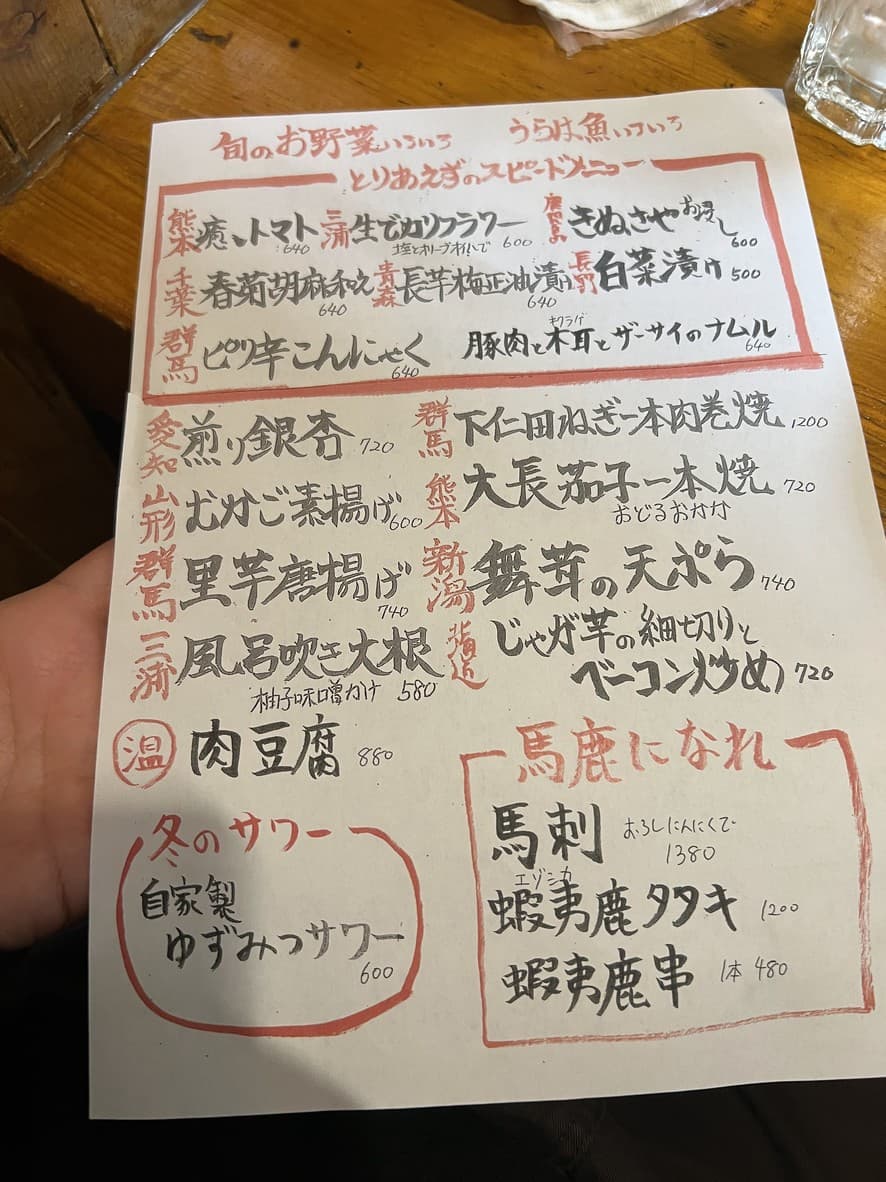 旬のお野菜いろいろ うらは魚いろいろ
とりあえずのスピードメニュー
熊本 癒しトマト 640 三浦 生でカリフラワー 塩とオリーブオイルで 600 鹿児島 きぬさやお浸し 600
千葉 春菊胡麻和え 640 青森 長芋梅正油漬け 640 長野 白菜漬け 500
群馬 ピリ辛こんにゃく 640 豚肉と木耳とザーサイのナムル キクラゲ 640
愛知 煎り銀杏 720 群馬 下仁田ねぎ一本肉巻焼 1200
山形 むかご素揚げ 600 熊本 大長茄子一本焼 720
おどるおかか
群馬 里芋唐揚げ 740 新潟 舞茸の天ぷら 740
三浦 風呂吹き大根 柚子味噌かけ 580 北海道 じゃが芋の細切りと
ベーコン炒め 720
温 肉豆腐 880
馬鹿になれ
馬刺 おろしにんにくで 1380
エゾシカ
蝦夷鹿タタキ 1200
蝦夷鹿串 1本 480
冬のサワー
自家製
ゆずみつサワー
600